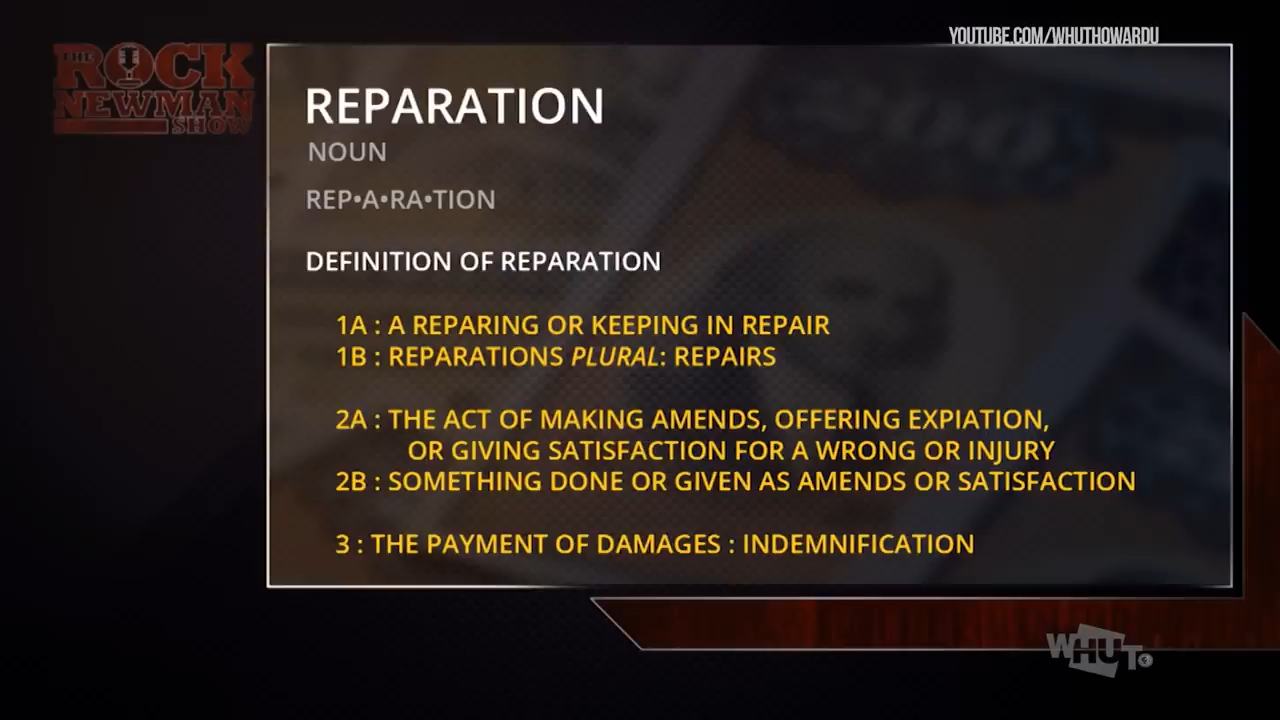 YOUTUBE.COM/WHUTHOWARDU
THE
ROCK
NEWMAN
SHOW
REPARATION
NOUN
REP•A•RA•TION
DEFINITION OF REPARATION
1A : A REPARING OR KEEPING IN REPAIR
1B : REPARATIONS PLURAL: REPAIRS
2A : THE ACT OF MAKING AMENDS, OFFERING EXPIATION,
OR GIVING SATISFACTION FOR A WRONG OR INJURY
2B : SOMETHING DONE OR GIVEN AS AMENDS OR SATISFACTION
3 : THE PAYMENT OF DAMAGES : INDEMNIFICATION
WHUT